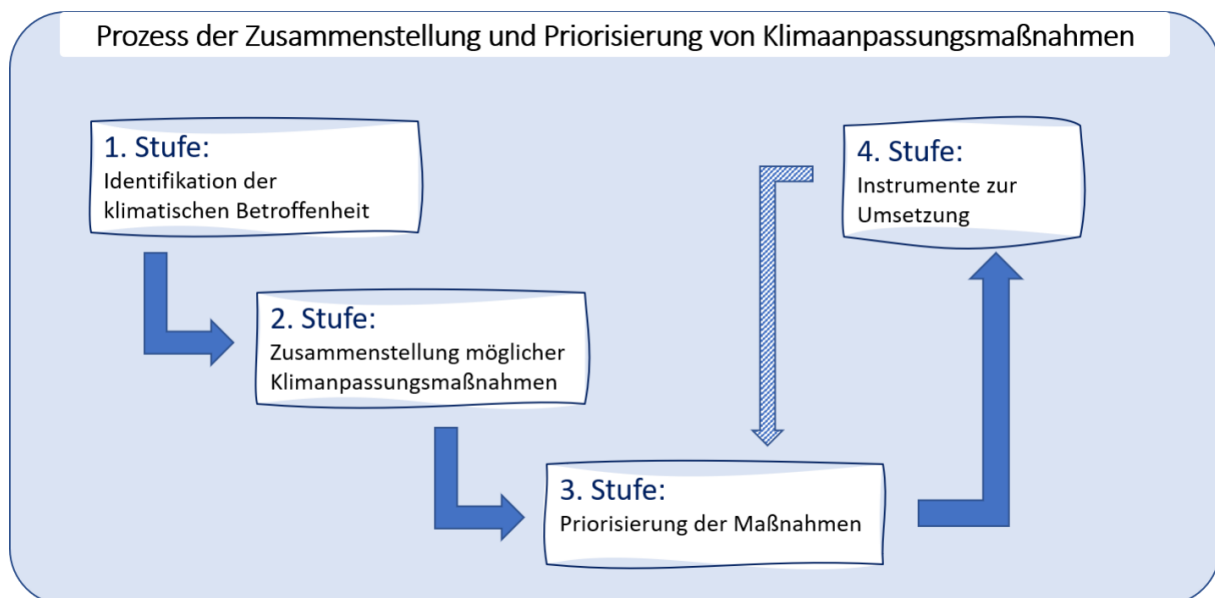 Prozess der Zusammenstellung und Priorisierung von Klimaanpassungsmaßnahmen
1. Stufe:
Identifikation der
klimatischen Betroffenheit
2. Stufe:
Zusammenstellung möglicher
Klimanpassungsmaßnahmen
3. Stufe:
Priorisierung der Maßnahmen
4. Stufe:
Instrumente zur
Umsetzung